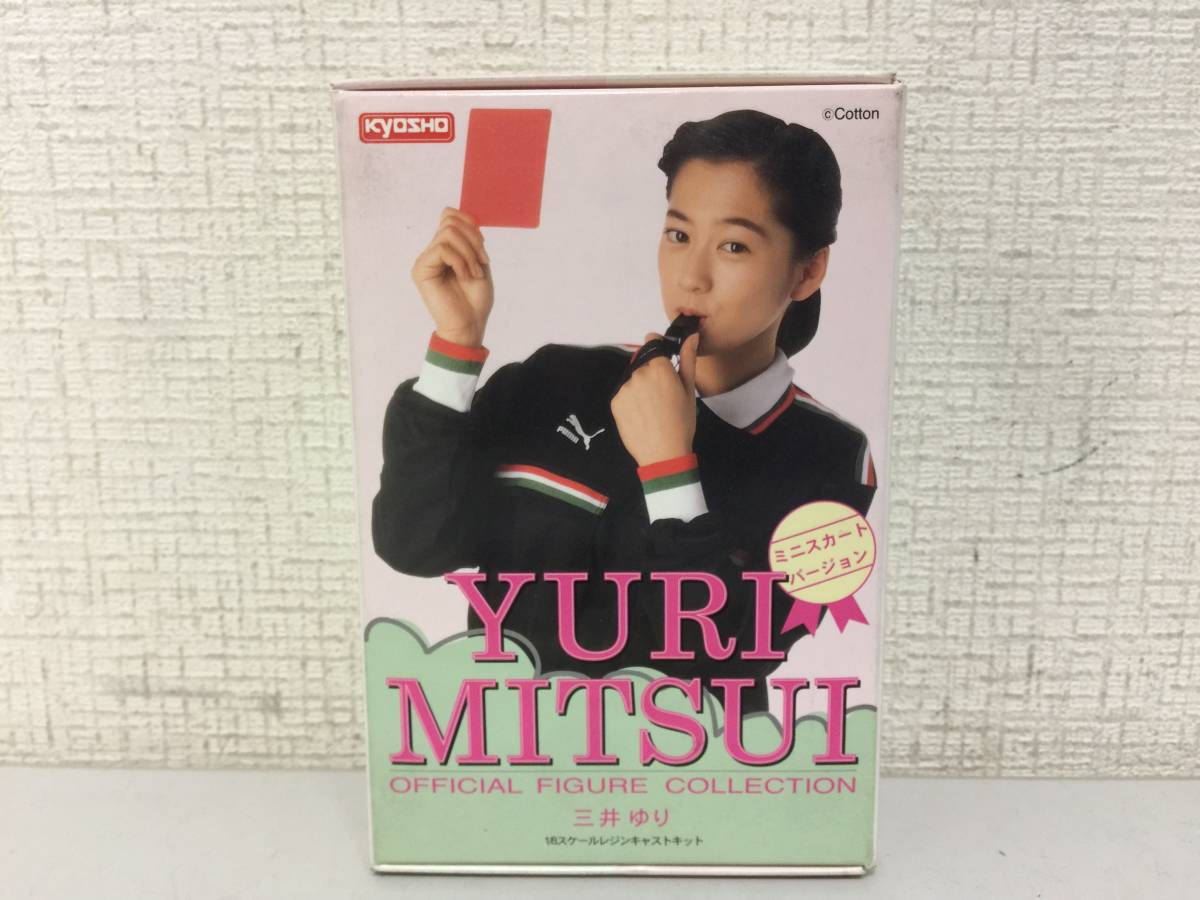 KYOSHO
©Cotton
PUMA
ミニスカート
バージョン
YURI
MITSUI
OFFICIAL FIGURE COLLECTION
三井ゆり
1/6スケールレジンキャストキット